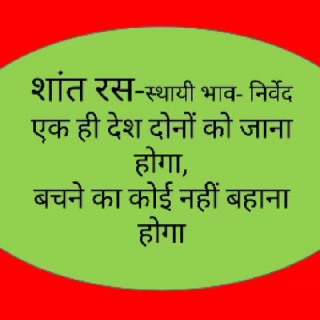 शांत रस-स्थायी भाव- निर्वेद
एक ही देश दोनों को जाना
होगा,
बचने का कोई नहीं बहाना
होगा